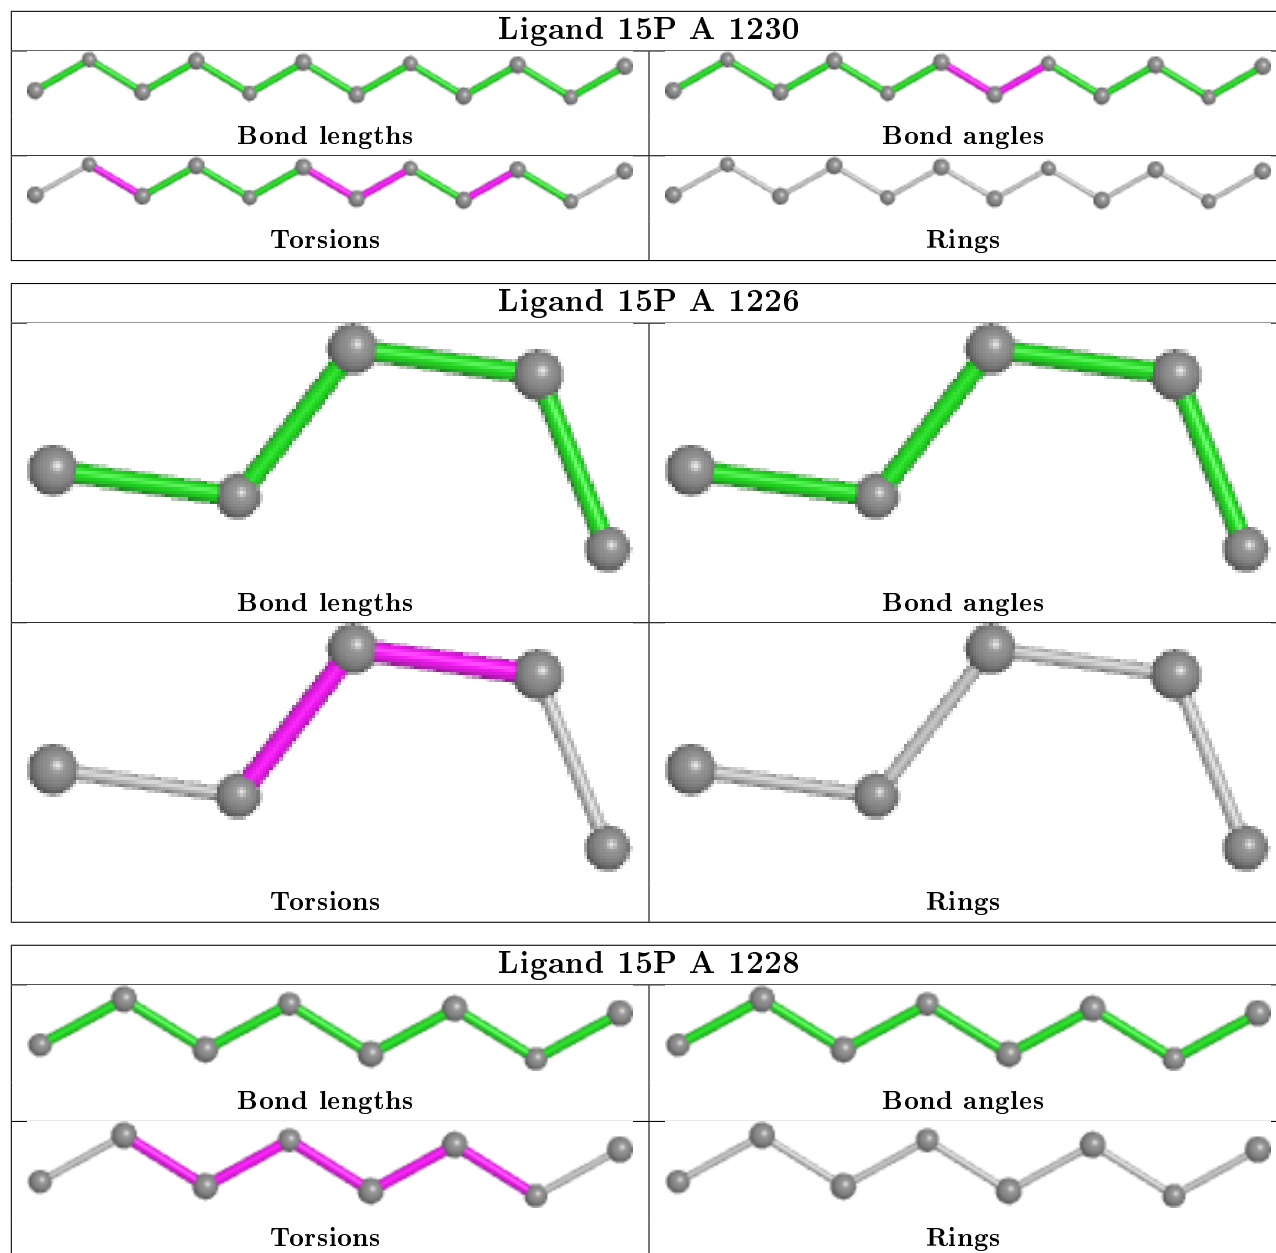 Ligand 15P A 1230
Bond lengths
Bond angles
Torsions
Rings
Ligand 15P A 1226
Bond lengths
Bond angles
Torsions
Rings
Ligand 15P A 1228
Bond lengths
Bond angles
Torsions
Rings